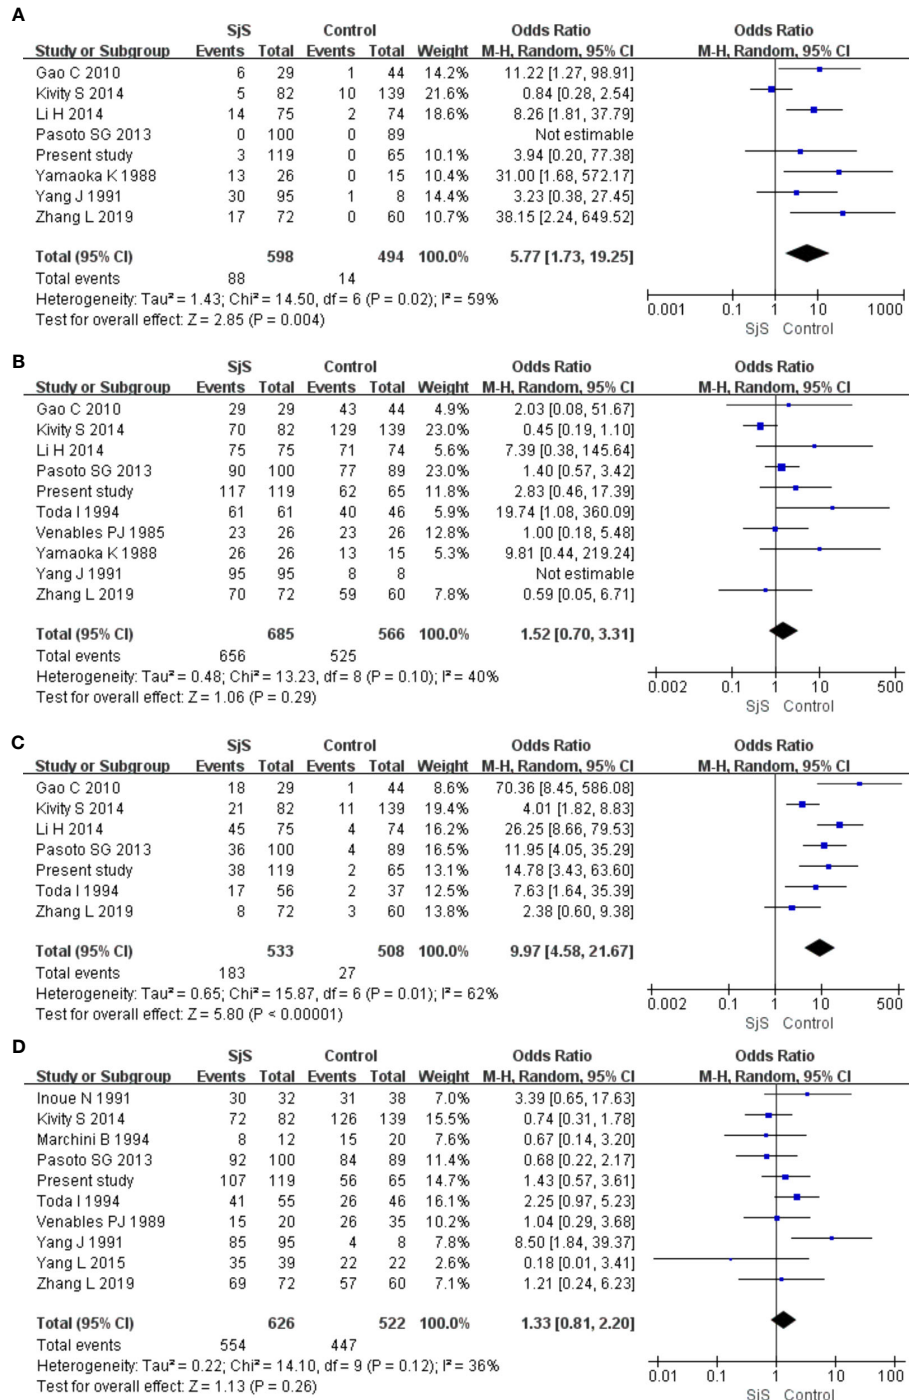 A
SjS Control Odds Ratio Odds Ratio
Study or Subgroup Events Total Events Total Weight M-H, Random, 95% CI M-H, Random, 95% CI
Gao C 2010 6 29 1 44 14.2% 11.22 [1.27, 98.91]
Kivity S 2014 5 82 10 139 21.6% 0.84 [0.28, 2.54]
Li H 2014 14 75 2 74 18.6% 8.26 [1.81, 37.79]
Pasoto SG 2013 0 100 0 89 Not estimable
Present study 3 119 0 65 10.1% 3.94 [0.20, 77.38]
Yamaoka K 1988 13 26 0 15 10.4% 31.00 [1.68, 572.17]
Yang J 1991 30 95 1 8 14.4% 3.23 [0.38, 27.45]
Zhang L 2019 17 72 0 60 10.7% 38.15 [2.24, 649.52]
Total (95% CI) 598 494 100.0% 5.77 [1.73, 19.25]
Total events 88 14
Heterogeneity: Tau² = 1.43; Chi² = 14.50, df = 6 (P = 0.02); I² = 59%
Test for overall effect: Z = 2.85 (P = 0.004)
0.001 0.1 1 10 1000
SjS Control
B
SjS Control Odds Ratio Odds Ratio
Study or Subgroup Events Total Events Total Weight M-H, Random, 95% CI M-H, Random, 95% CI
Gao C 2010 29 29 43 44 4.9% 2.03 [0.08, 51.67]
Kivity S 2014 70 82 129 139 23.0% 0.45 [0.19, 1.10]
Li H 2014 75 75 71 74 5.6% 7.39 [0.38, 145.64]
Pasoto SG 2013 90 100 77 89 23.0% 1.40 [0.57, 3.42]
Present study 117 119 62 65 11.8% 2.83 [0.46, 17.39]
Toda I 1994 61 61 40 46 5.9% 19.74 [1.08, 360.09]
Venables PJ 1985 23 26 23 26 12.8% 1.00 [0.18, 5.48]
Yamaoka K 1988 26 26 13 15 5.3% 9.81 [0.44, 219.24]
Yang J 1991 95 95 8 8 Not estimable
Zhang L 2019 70 72 59 60 7.8% 0.59 [0.05, 6.71]
Total (95% CI) 685 566 100.0% 1.52 [0.70, 3.31]
Total events 656 525
Heterogeneity: Tau² = 0.48; Chi² = 13.23, df = 8 (P = 0.10); I² = 40%
Test for overall effect: Z = 1.06 (P = 0.29)
0.002 0.1 1 10 500
SjS Control
C
SjS Control Odds Ratio Odds Ratio
Study or Subgroup Events Total Events Total Weight M-H, Random, 95% CI M-H, Random, 95% CI
Gao C 2010 18 29 1 44 8.6% 70.36 [8.45, 586.08]
Kivity S 2014 21 82 11 139 19.4% 4.01 [1.82, 8.83]
Li H 2014 45 75 4 74 16.2% 26.25 [8.66, 79.53]
Pasoto SG 2013 36 100 4 89 16.5% 11.95 [4.05, 35.29]
Present study 38 119 2 65 13.1% 14.78 [3.43, 63.60]
Toda I 1994 17 56 2 37 12.5% 7.63 [1.64, 35.39]
Zhang L 2019 8 72 3 60 13.8% 2.38 [0.60, 9.38]
Total (95% CI) 533 508 100.0% 9.97 [4.58, 21.67]
Total events 183 27
Heterogeneity: Tau² = 0.65; Chi² = 15.87, df = 6 (P = 0.01); I² = 62%
Test for overall effect: Z = 5.80 (P < 0.00001)
0.002 0.1 1 10 500
SjS Control
D
SjS Control Odds Ratio Odds Ratio
Study or Subgroup Events Total Events Total Weight M-H, Random, 95% CI M-H, Random, 95% CI
Inoue N 1991 30 32 31 38 7.0% 3.39 [0.65, 17.63]
Kivity S 2014 72 82 126 139 15.5% 0.74 [0.31, 1.78]
Marchini B 1994 8 12 15 20 7.6% 0.67 [0.14, 3.20]
Pasoto SG 2013 92 100 84 89 11.4% 0.68 [0.22, 2.17]
Present study 107 119 56 65 14.7% 1.43 [0.57, 3.61]
Toda I 1994 41 55 26 46 16.1% 2.25 [0.97, 5.23]
Venables PJ 1989 15 20 26 35 10.2% 1.04 [0.29, 3.68]
Yang J 1991 85 95 4 8 7.8% 8.50 [1.84, 39.37]
Yang L 2015 35 39 22 22 2.6% 0.18 [0.01, 3.41]
Zhang L 2019 69 72 57 60 7.1% 1.21 [0.24, 6.23]
Total (95% CI) 626 522 100.0% 1.33 [0.81, 2.20]
Total events 554 447
Heterogeneity: Tau² = 0.22; Chi² = 14.10, df = 9 (P = 0.12); I² = 36%
Test for overall effect: Z = 1.13 (P = 0.26)
0.01 0.1 1 10 100
SjS Control